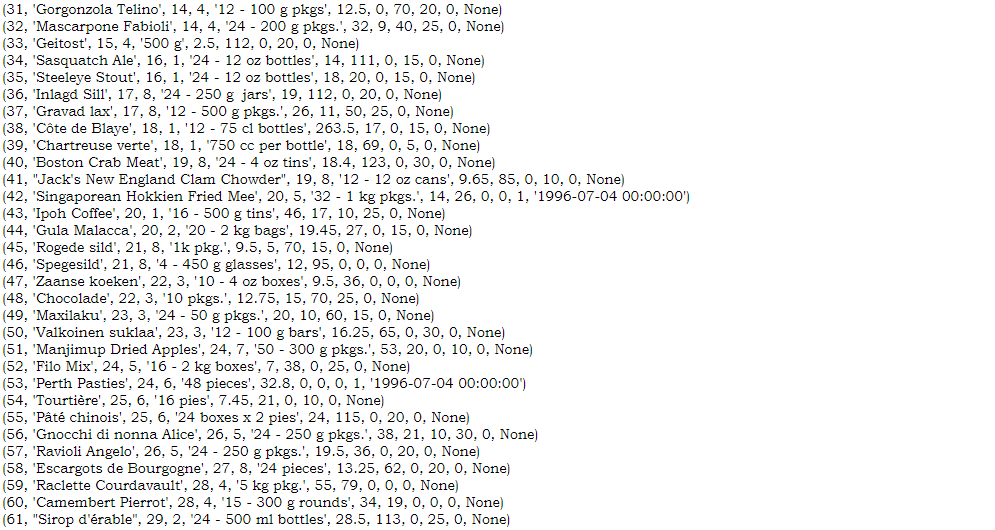 (31, 'Gorgonzola Telino', 14, 4, '12 - 100 g pkgs', 12.5, 0, 70, 20, 0, None)
(32, 'Mascarpone Fabioli', 14, 4, '24 - 200 g pkgs.', 32, 9, 40, 25, 0, None)
(33, 'Geitost', 15, 4, '500 g', 2.5, 112, 0, 20, 0, None)
(34, 'Sasquatch Ale', 16, 1, '24 - 12 oz bottles', 14, 111, 0, 15, 0, None)
(35, 'Steeleye Stout', 16, 1, '24 - 12 oz bottles', 18, 20, 0, 15, 0, None)
(36, 'Inlagd Sill', 17, 8, '24 - 250 g  jars', 19, 112, 0, 20, 0, None)
(37, 'Gravad lax', 17, 8, '12 - 500 g pkgs.', 26, 11, 50, 25, 0, None)
(38, 'Côte de Blaye', 18, 1, '12 - 75 cl bottles', 263.5, 17, 0, 15, 0, None)
(39, 'Chartreuse verte', 18, 1, '750 cc per bottle', 18, 69, 0, 5, 0, None)
(40, 'Boston Crab Meat', 19, 8, '24 - 4 oz tins', 18.4, 123, 0, 30, 0, None)
(41, "Jack's New England Clam Chowder", 19, 8, '12 - 12 oz cans', 9.65, 85, 0, 10, 0, None)
(42, 'Singaporean Hokkien Fried Mee', 20, 5, '32 - 1 kg pkgs.', 14, 26, 0, 0, 1, '1996-07-04 00:00:00')
(43, 'Ipoh Coffee', 20, 1, '16 - 500 g tins', 46, 17, 10, 25, 0, None)
(44, 'Gula Malacca', 20, 2, '20 - 2 kg bags', 19.45, 27, 0, 15, 0, None)
(45, 'Rogede sild', 21, 8, '1k pkg.', 9.5, 5, 70, 15, 0, None)
(46, 'Spegesild', 21, 8, '4 - 450 g glasses', 12, 95, 0, 0, 0, None)
(47, 'Zaanse koeken', 22, 3, '10 - 4 oz boxes', 9.5, 36, 0, 0, 0, None)
(48, 'Chocolade', 22, 3, '10 pkgs.', 12.75, 15, 70, 25, 0, None)
(49, 'Maxilaku', 23, 3, '24 - 50 g pkgs.', 20, 10, 60, 15, 0, None)
(50, 'Valkoinen suklaa', 23, 3, '12 - 100 g bars', 16.25, 65, 0, 30, 0, None)
(51, 'Manjimup Dried Apples', 24, 7, '50 - 300 g pkgs.', 53, 20, 0, 10, 0, None)
(52, 'Filo Mix', 24, 5, '16 - 2 kg boxes', 7, 38, 0, 25, 0, None)
(53, 'Perth Pasties', 24, 6, '48 pieces', 32.8, 0, 0, 0, 1, '1996-07-04 00:00:00')
(54, 'Tourtière', 25, 6, '16 pies', 7.45, 21, 0, 10, 0, None)
(55, 'Pâté chinois', 25, 6, '24 boxes x 2 pies', 24, 115, 0, 20, 0, None)
(56, 'Gnocchi di nonna Alice', 26, 5, '24 - 250 g pkgs.', 38, 21, 10, 30, 0, None)
(57, 'Ravioli Angelo', 26, 5, '24 - 250 g pkgs.', 19.5, 36, 0, 20, 0, None)
(58, 'Escargots de Bourgogne', 27, 8, '24 pieces', 13.25, 62, 0, 20, 0, None)
(59, 'Raclette Courdavault', 28, 4, '5 kg pkg.', 55, 79, 0, 0, 0, None)
(60, 'Camembert Pierrot', 28, 4, '15 - 300 g rounds', 34, 19, 0, 0, 0, None)
(61, "Sirop d'érable", 29, 2, '24 - 500 ml bottles', 28.5, 113, 0, 25, 0, None)